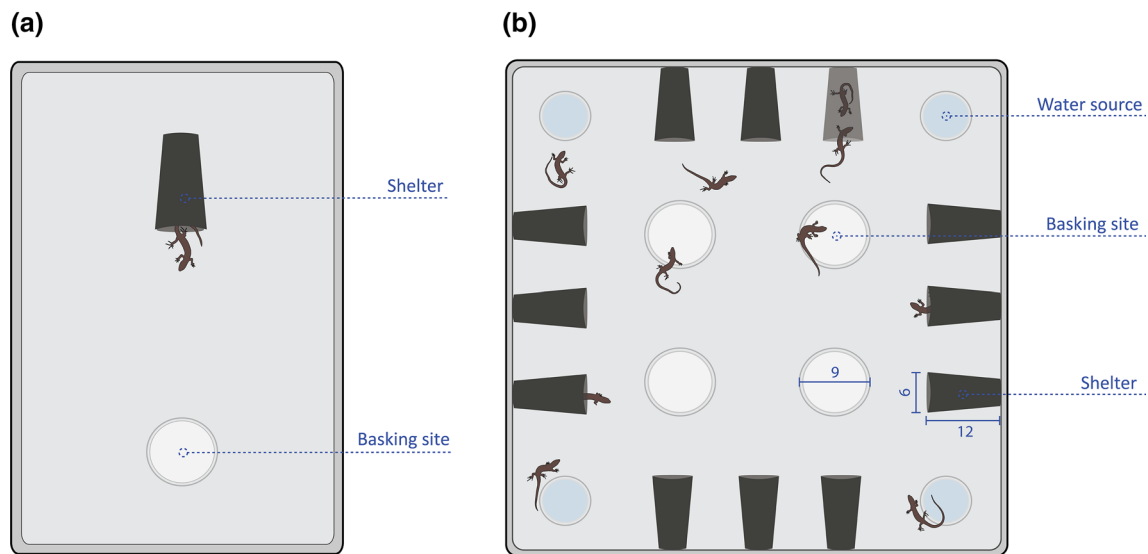 (a)
Shelter
Basking site
(b)
Water source
Basking site
9
6
Shelter
12